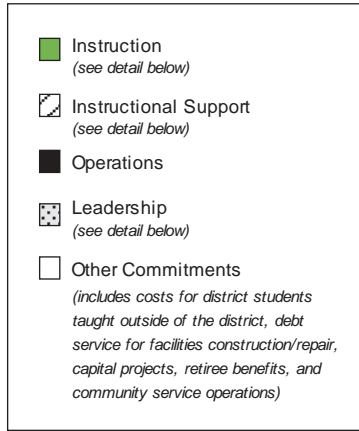 Instruction
(see detail below)
Instructional Support
(see detail below)
Operations
Leadership
(see detail below)
Other Commitments
(includes costs for district students
taught outside of the district, debt
service for facilities construction/repair,
capital projects, retiree benefits, and
community service operations)